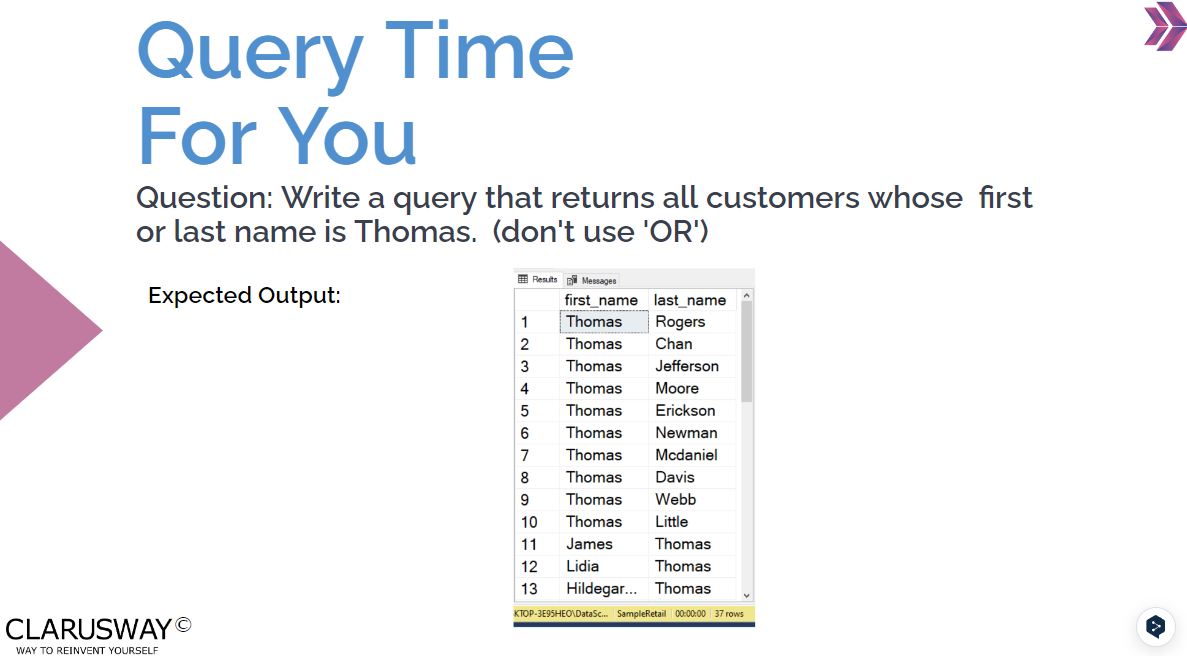 Query Time
For You
Question: Write a query that returns all customers whose  first
or last name is Thomas.  (don't use 'OR')
Expected Output:
Results Messages
first_name last_name
1 Thomas Rogers
2 Thomas Chan
3 Thomas Jefferson
4 Thomas Moore
5 Thomas Erickson
6 Thomas Newman
7 Thomas Mcdaniel
8 Thomas Davis
9 Thomas Webb
10 Thomas Little
11 James Thomas
12 Lidia Thomas
13 Hildegar... Thomas
KTOP-3E95HEO\DataSc... SampleRetail 00:00:00 37 rows
CLARUSWAY©
WAY TO REINVENT YOURSELF